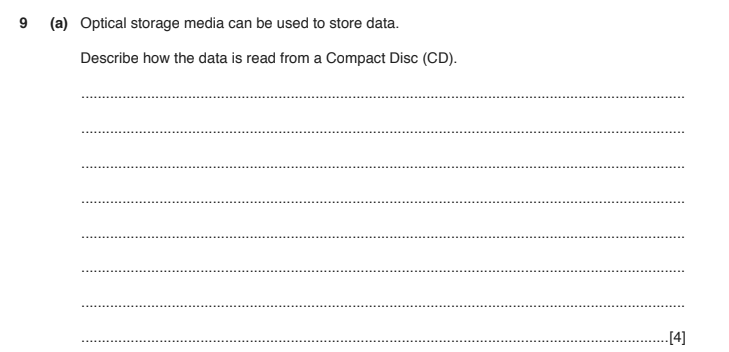 9 (a) Optical storage media can be used to store data.
Describe how the data is read from a Compact Disc (CD).
[4]